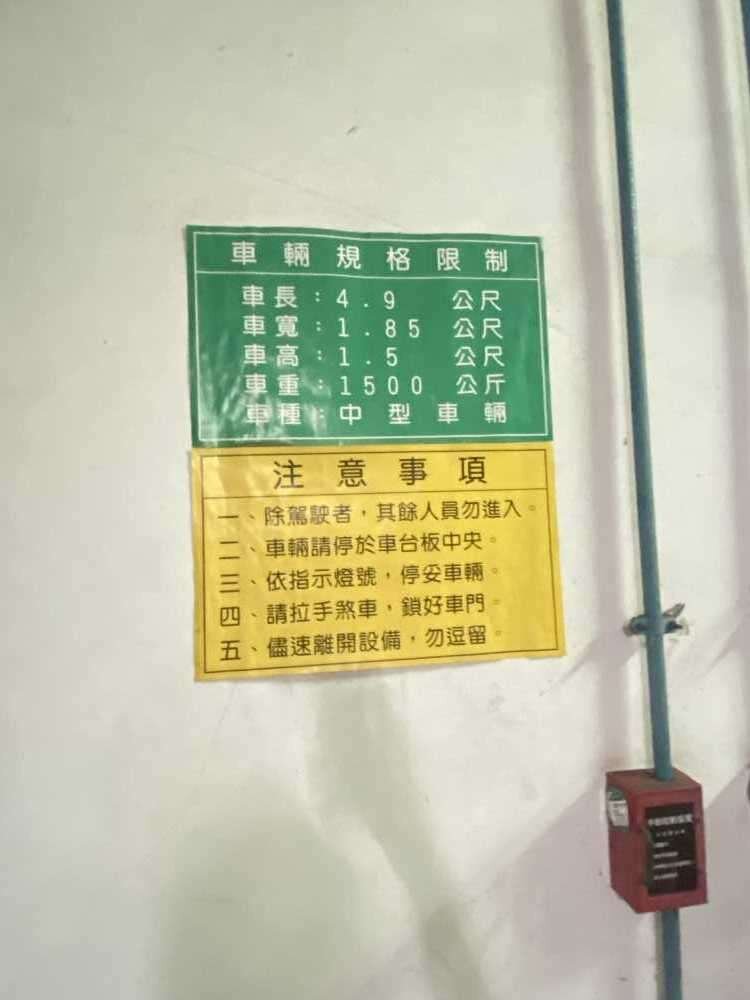 車輛規格限制
車長：4.9 公尺
車寬：1.85 公尺
車高：1.5 公尺
車重：1500 公斤
車種：中型車輛
注意事項
一、除駕駛者，其餘人員勿進入。
二、車輛請停於車台板中央。
三、依指示燈號，停妥車輛。
四、請拉手煞車，鎖好車門。
五、儘速離開設備，勿逗留。